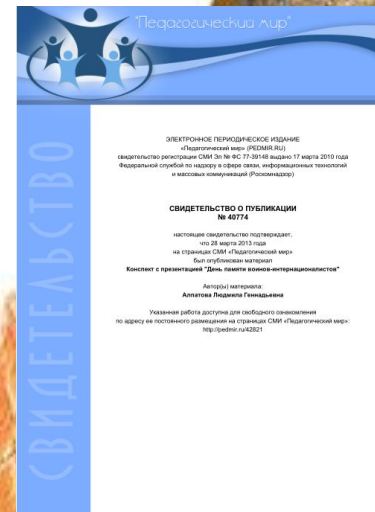 "Педагогический мир"
СВИДЕТЕЛЬСТВО
ЭЛЕКТРОННОЕ ПЕРИОДИЧЕСКОЕ ИЗДАНИЕ
«Педагогический мир» (PEDMIR.RU)
свидетельство регистрации СМИ Эл № ФС 77-39148 выдано 17 марта 2010 года
Федеральной службой по надзору в сфере связи, информационных технологий
и массовых коммуникаций (Роскомнадзор)
СВИДЕТЕЛЬСТВО О ПУБЛИКАЦИИ
№ 40774
настоящее свидетельство подтверждает,
что 28 марта 2013 года
на страницах СМИ «Педагогический мир»
был опубликован материал
Конспект с презентацией "День памяти воинов-интернационалистов"
Автор(ы) материала:
Алпатова Людмила Геннадьевна
Указанная работа доступна для свободного ознакомления
по адресу ее постоянного размещения на страницах СМИ «Педагогический мир»:
http://pedmir.ru/42821